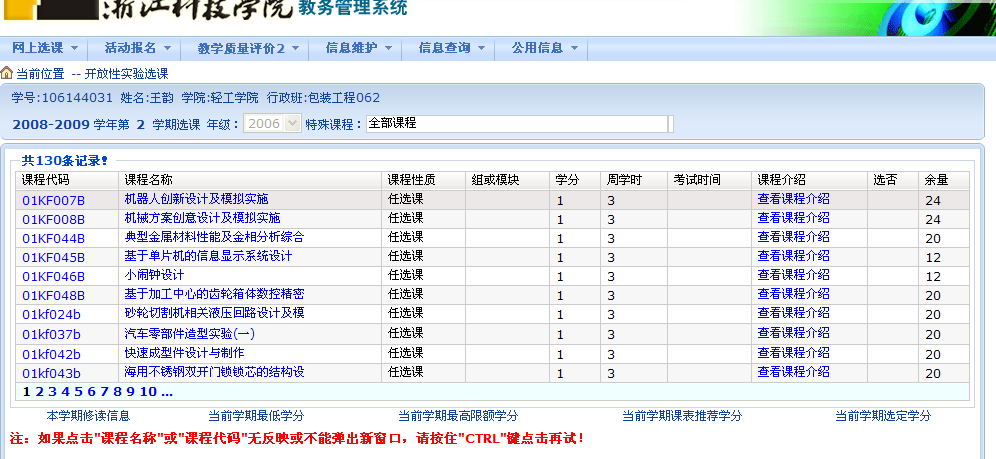 浙江科技学院 教务管理系统
网上选课 活动报名 教学质量评价2 信息维护 信息查询 公用信息
当前位置 -- 开放性实验选课
学号:106144031 姓名:王韵 学院:轻工学院 行政班:包装工程062
2008-2009 学年第 2 学期选课 年级：2006 特殊课程：全部课程
共130条记录！
课程代码 课程名称 课程性质 组或模块 学分 周学时 考试时间 课程介绍 选否 余量
01KF007B 机器人创新设计及模拟实施 任选课 1 3 查看课程介绍 24
01KF008B 机械方案创意设计及模拟实施 任选课 1 3 查看课程介绍 24
01KF044B 典型金属材料性能及金相分析综合 任选课 1 3 查看课程介绍 20
01KF045B 基于单片机的信息显示系统设计 任选课 1 3 查看课程介绍 12
01KF046B 小闹钟设计 任选课 1 3 查看课程介绍 12
01KF048B 基于加工中心的齿轮箱体数控精密 任选课 1 3 查看课程介绍 20
01kf024b 砂轮切割机相关液压回路设计及模 任选课 1 3 查看课程介绍 20
01kf037b 汽车零部件造型实验(一) 任选课 1 3 查看课程介绍 20
01kf042b 快速成型件设计与制作 任选课 1 3 查看课程介绍 20
01kf043b 海用不锈钢双开门锁锁芯的结构设 任选课 1 3 查看课程介绍 20
1 2 3 4 5 6 7 8 9 10 ...
本学期修读信息 当前学期最低学分 当前学期最高限额学分 当前学期课表推荐学分 当前学期选定学分
注：如果点击"课程名称"或"课程代码"无反映或不能弹出新窗口，请按住"CTRL"键点击再试！